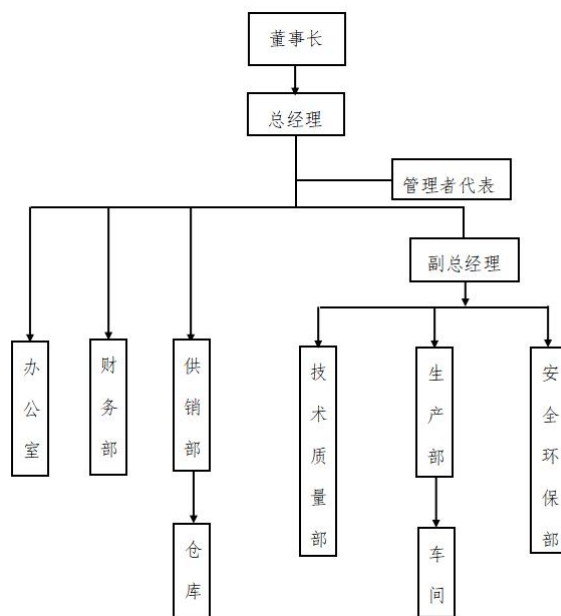 董事长
总经理
管理者代表
副总经理
办公室
财务部
供销部
技术质量部
生产部
安全环保部
仓库
车间